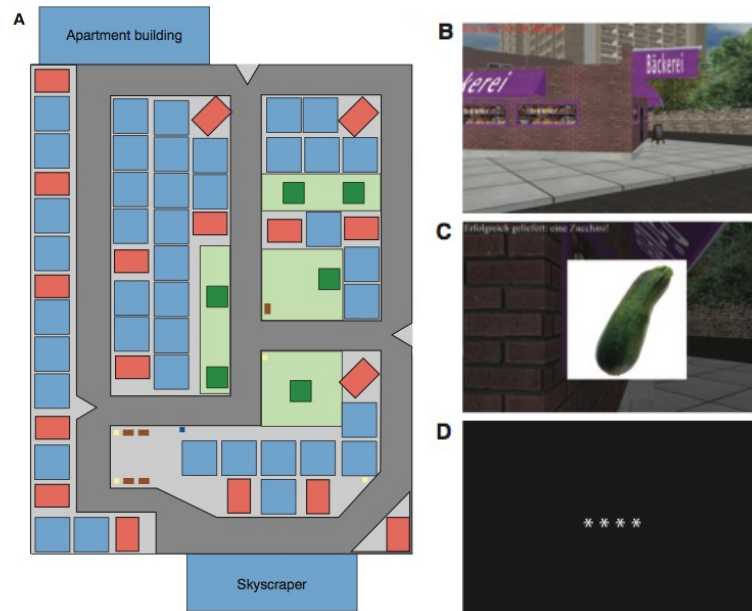 A
Apartment building
Skyscraper
B
Bäckerei
kerei
C
Erfolgreich geliefert: eine Zucchini!
D
* * * *